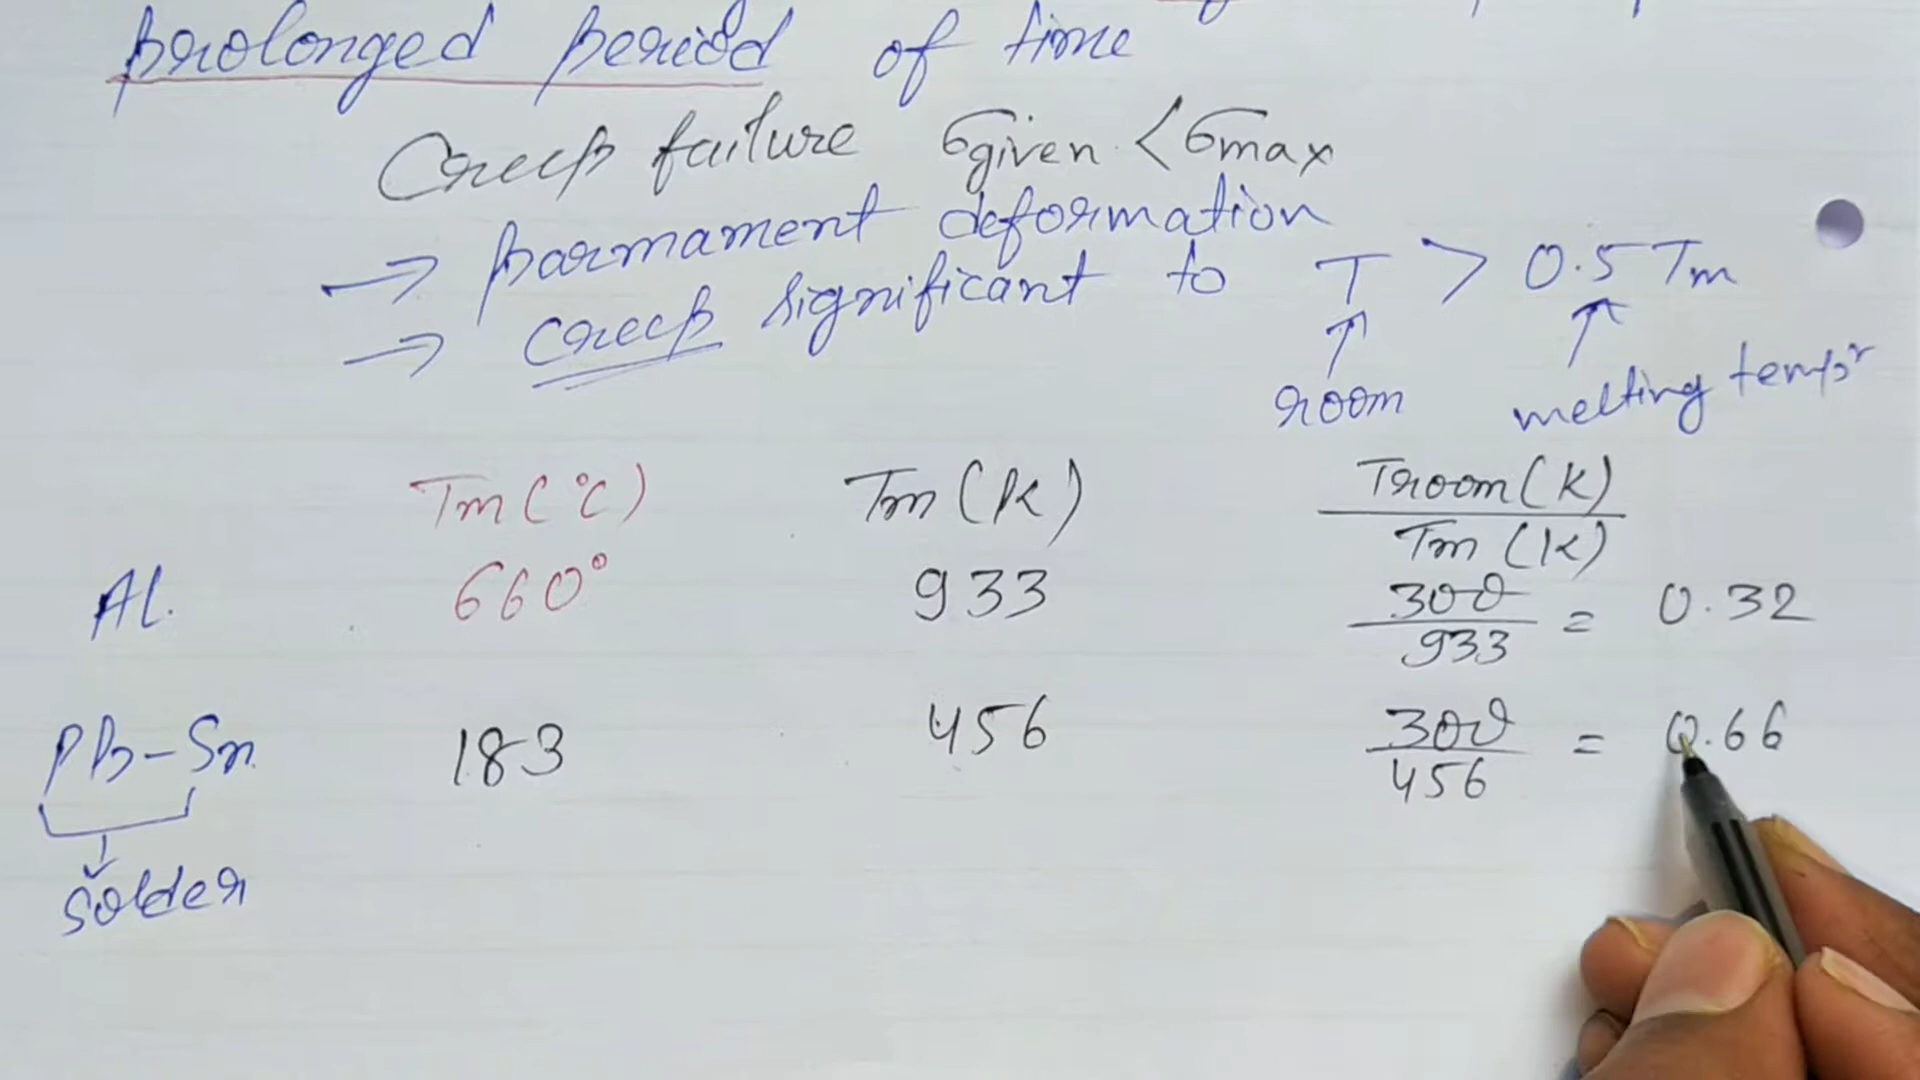 prolonged period of time
Creep failure σgiven < σmax
→ parmament deformation
→ creep significant to T > 0.5 Tm
room melting tempr
Tm (°C) Tm (K) Troom (K) / Tm (K)
Al. 660° 933 300 / 933 = 0.32
PB-Sn 183 456 300 / 456 = 0.66
Solder